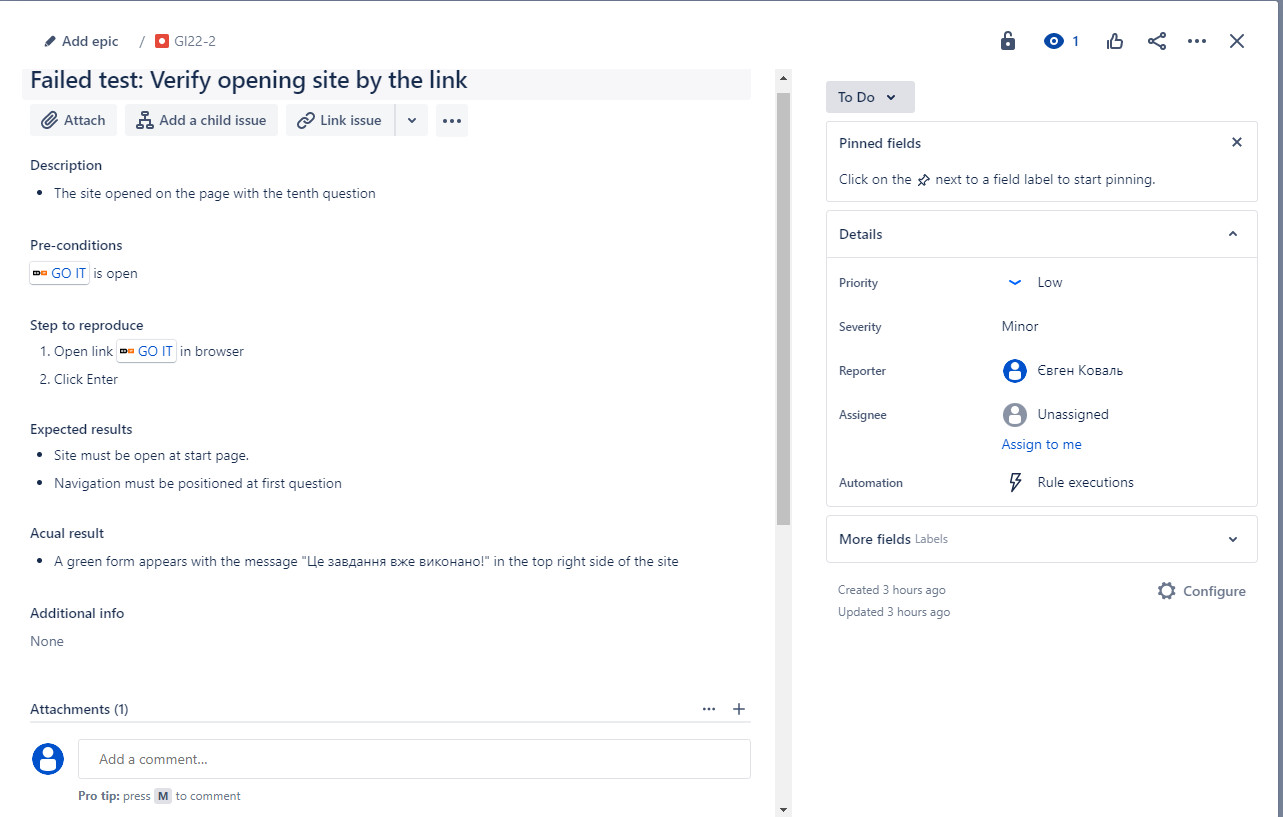 Add epic / GI22-2
1
Failed test: Verify opening site by the link
Attach Add a child issue Link issue
Description
The site opened on the page with the tenth question
Pre-conditions
GO IT is open
Step to reproduce
1. Open link GO IT in browser
2. Click Enter
Expected results
Site must be open at start page.
Navigation must be positioned at first question
Acual result
A green form appears with the message "Це завдання вже виконано!" in the top right side of the site
Additional info
None
Attachments (1)
Add a comment...
Pro tip: press M to comment
To Do
Pinned fields
Click on the next to a field label to start pinning.
Details
Priority Low
Severity Minor
Reporter Євген Коваль
Assignee Unassigned
Assign to me
Automation Rule executions
More fields Labels
Created 3 hours ago
Configure
Updated 3 hours ago